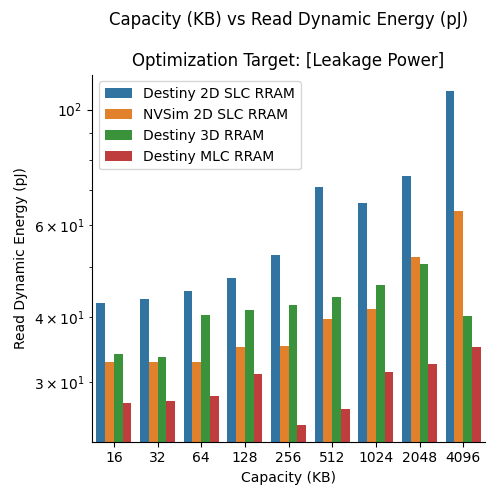 Capacity (KB) vs Read Dynamic Energy (pJ)
Optimization Target: [Leakage Power]
Destiny 2D SLC RRAM
NVSim 2D SLC RRAM
Destiny 3D RRAM
Destiny MLC RRAM
Read Dynamic Energy (pJ)
10²
6 × 10¹
4 × 10¹
3 × 10¹
16 32 64 128 256 512 1024 2048 4096
Capacity (KB)